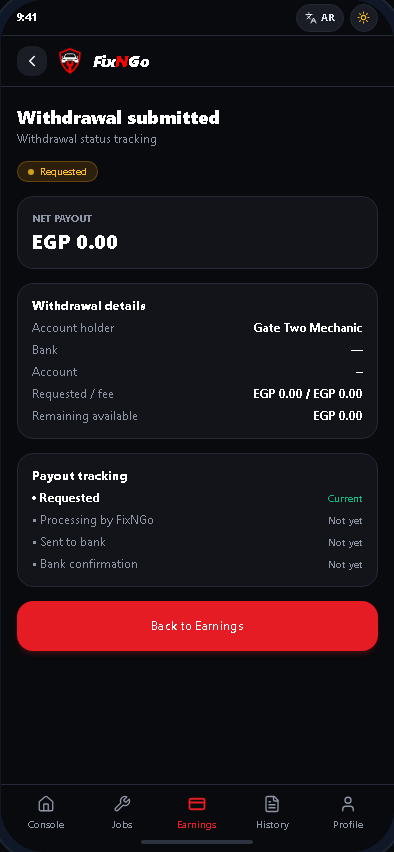 9:41
AR
FixNGo
Withdrawal submitted
Withdrawal status tracking
Requested
NET PAYOUT
EGP 0.00
Withdrawal details
Account holder Gate Two Mechanic
Bank —
Account –
Requested / fee EGP 0.00 / EGP 0.00
Remaining available EGP 0.00
Payout tracking
• Requested Current
• Processing by FixNGo Not yet
• Sent to bank Not yet
• Bank confirmation Not yet
Back to Earnings
Console Jobs Earnings History Profile